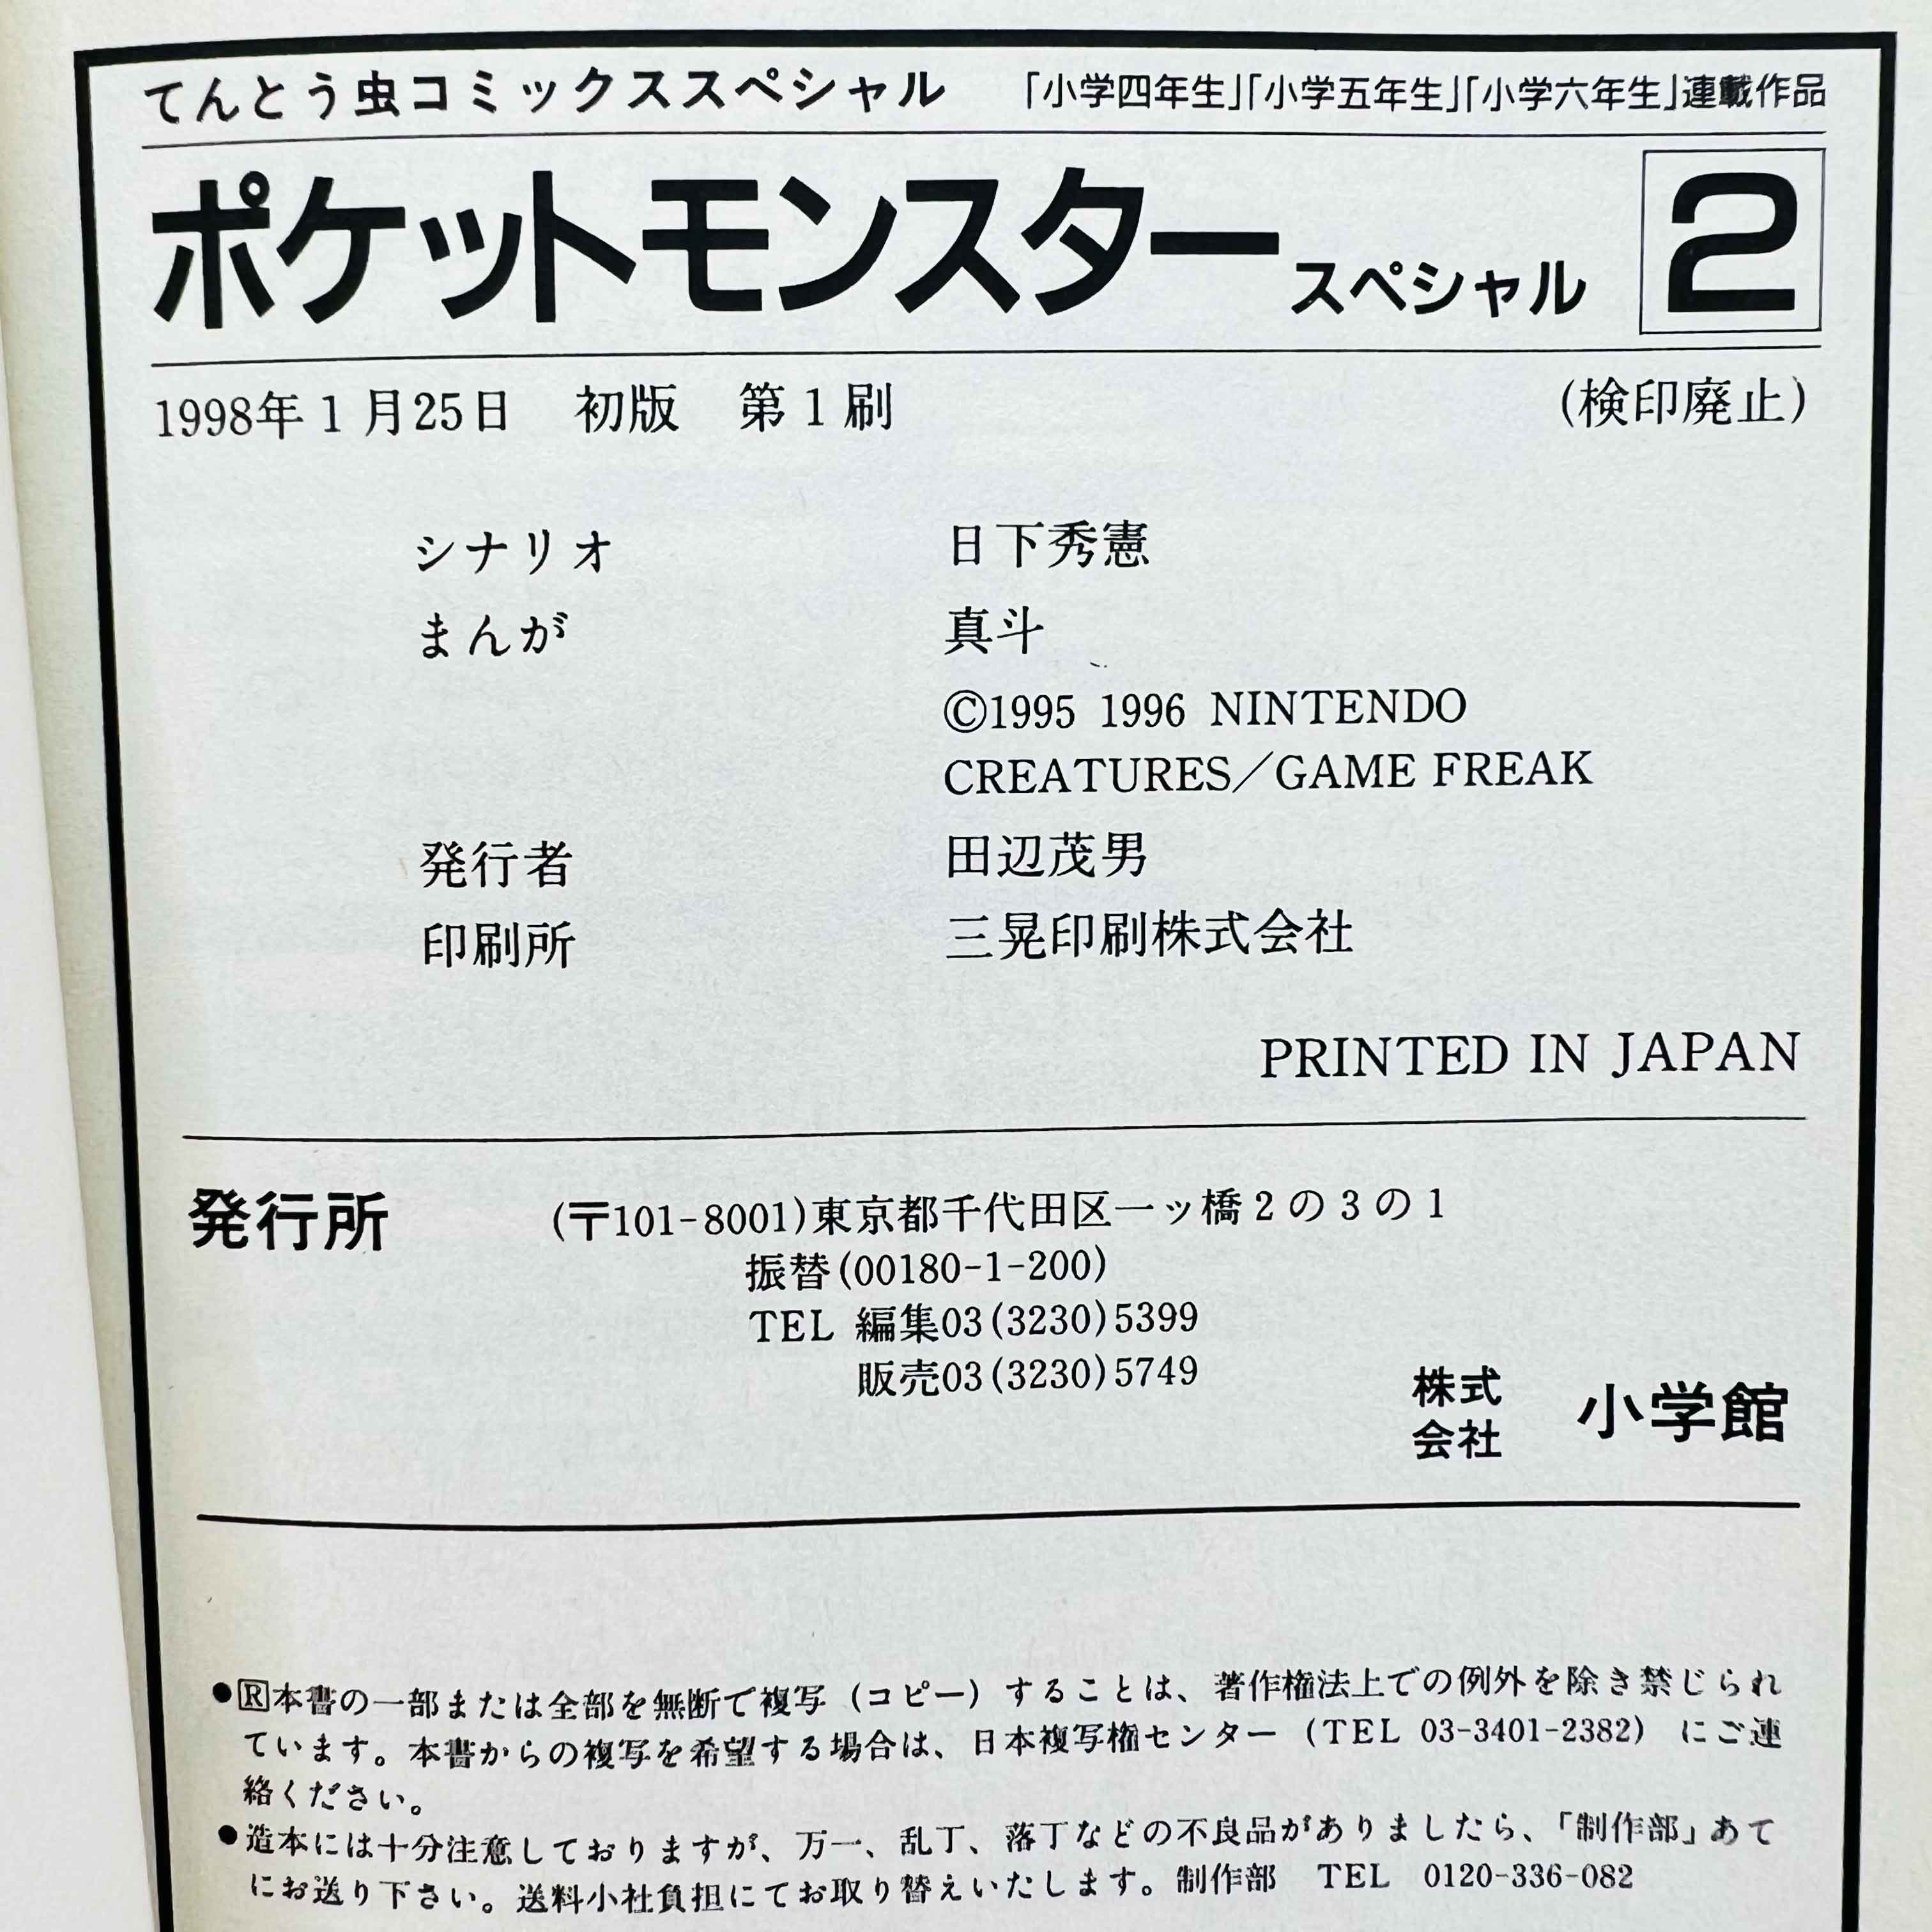 てんとう虫コミックススペシャル 「小学四年生」「小学五年生」「小学六年生」連載作品
ポケットモンスタースペシャル 2
1998年1月25日 初版 第1刷 (検印廃止)
シナリオ 日下秀憲
まんが 真斗
©1995 1996 NINTENDO
CREATURES／GAME FREAK
発行者 田辺茂男
印刷所 三晃印刷株式会社
PRINTED IN JAPAN
発行所 (〒101-8001)東京都千代田区一ッ橋2の3の1
振替(00180-1-200)
TEL 編集03(3230)5399
販売03(3230)5749
株式会社 小学館
●Ⓡ本書の一部または全部を無断で複写（コピー）することは、著作権法上での例外を除き禁じられ
ています。本書からの複写を希望する場合は、日本複写権センター（TEL 03-3401-2382）にご連
絡ください。
●造本には十分注意しておりますが、万一、乱丁、落丁などの不良品がありましたら、「制作部」あて
にお送り下さい。送料小社負担にてお取り替えいたします。制作部 TEL 0120-336-082